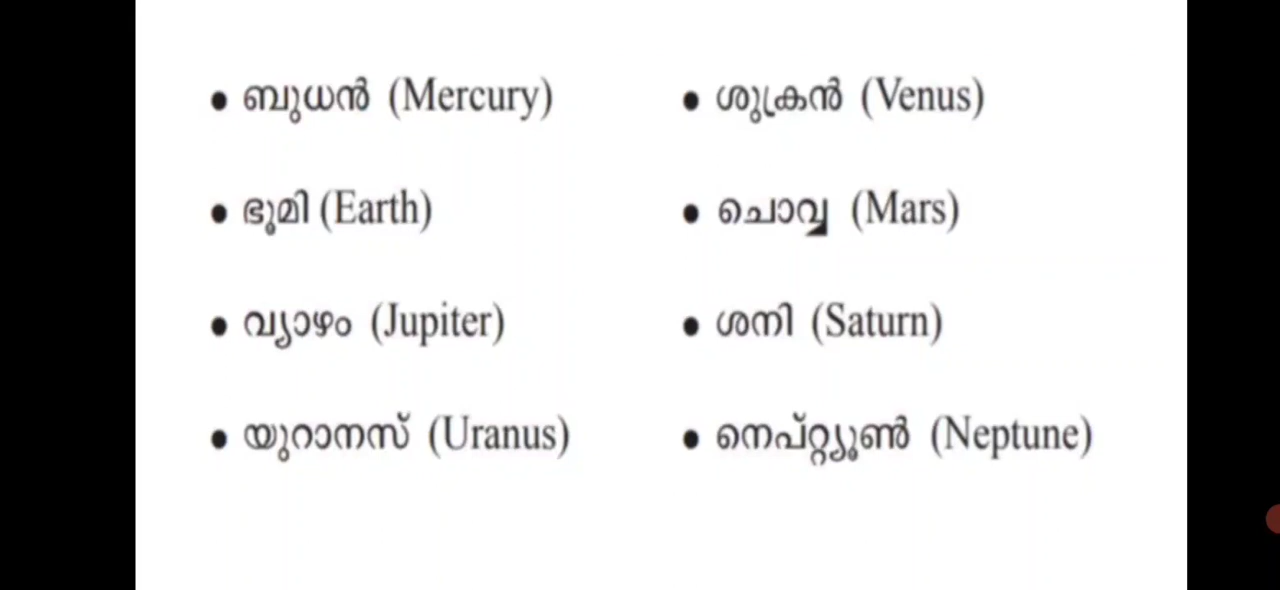 • ബുധൻ (Mercury) • ശുക്രൻ (Venus)
• ഭൂമി (Earth) • ചൊവ്വ (Mars)
• വ്യാഴം (Jupiter) • ശനി (Saturn)
• യുറാനസ് (Uranus) • നെപ്റ്റ്യൂൺ (Neptune)